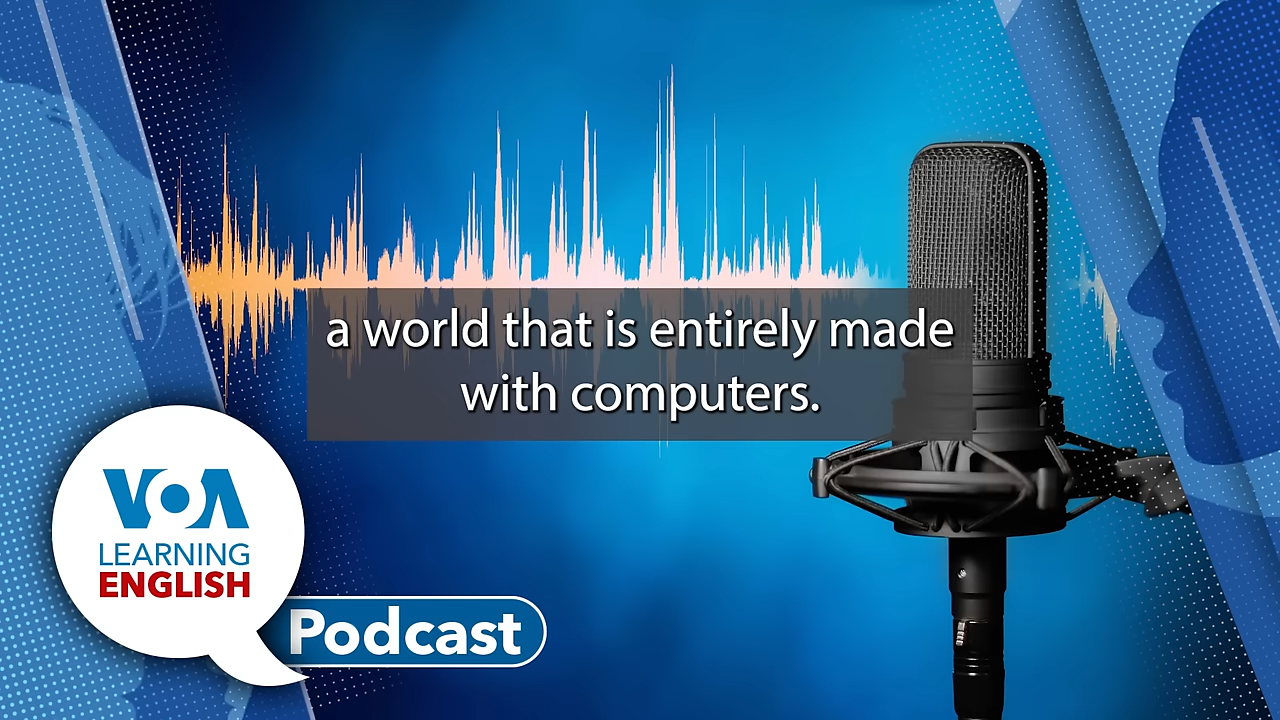 a world that is entirely made
with computers.
VOA
LEARNING
ENGLISH
Podcast